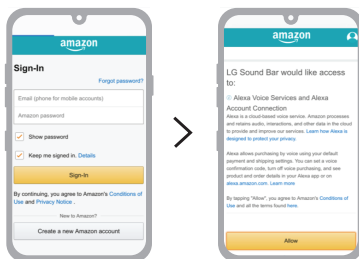 amazon
Sign-In
Forgot password?
Email (phone for mobile accounts)
Amazon password
Show password
Keep me signed in. Details
Sign-In
By continuing, you agree to Amazon's Conditions of
Use and Privacy Notice .
New to Amazon?
Create a new Amazon account
amazon
LG Sound Bar would like access
to:
Alexa Voice Services and Alexa
Account Connection
Alexa is a cloud-based voice service. Amazon processes
and retains audio, interactions, and other data in the cloud
to provide and improve our services. Learn how Alexa is
designed to protect your privacy
Alexa allows purchasing by voice using your default
payment and shipping settings. You can set a voice
confirmation code, turn off voice purchasing, and see
product and order details in your Alexa app or on
alexa.amazon.com. Learn more
By tapping "Allow", you agree to Amazon's Conditions of
Use and all the terms found here.
Allow